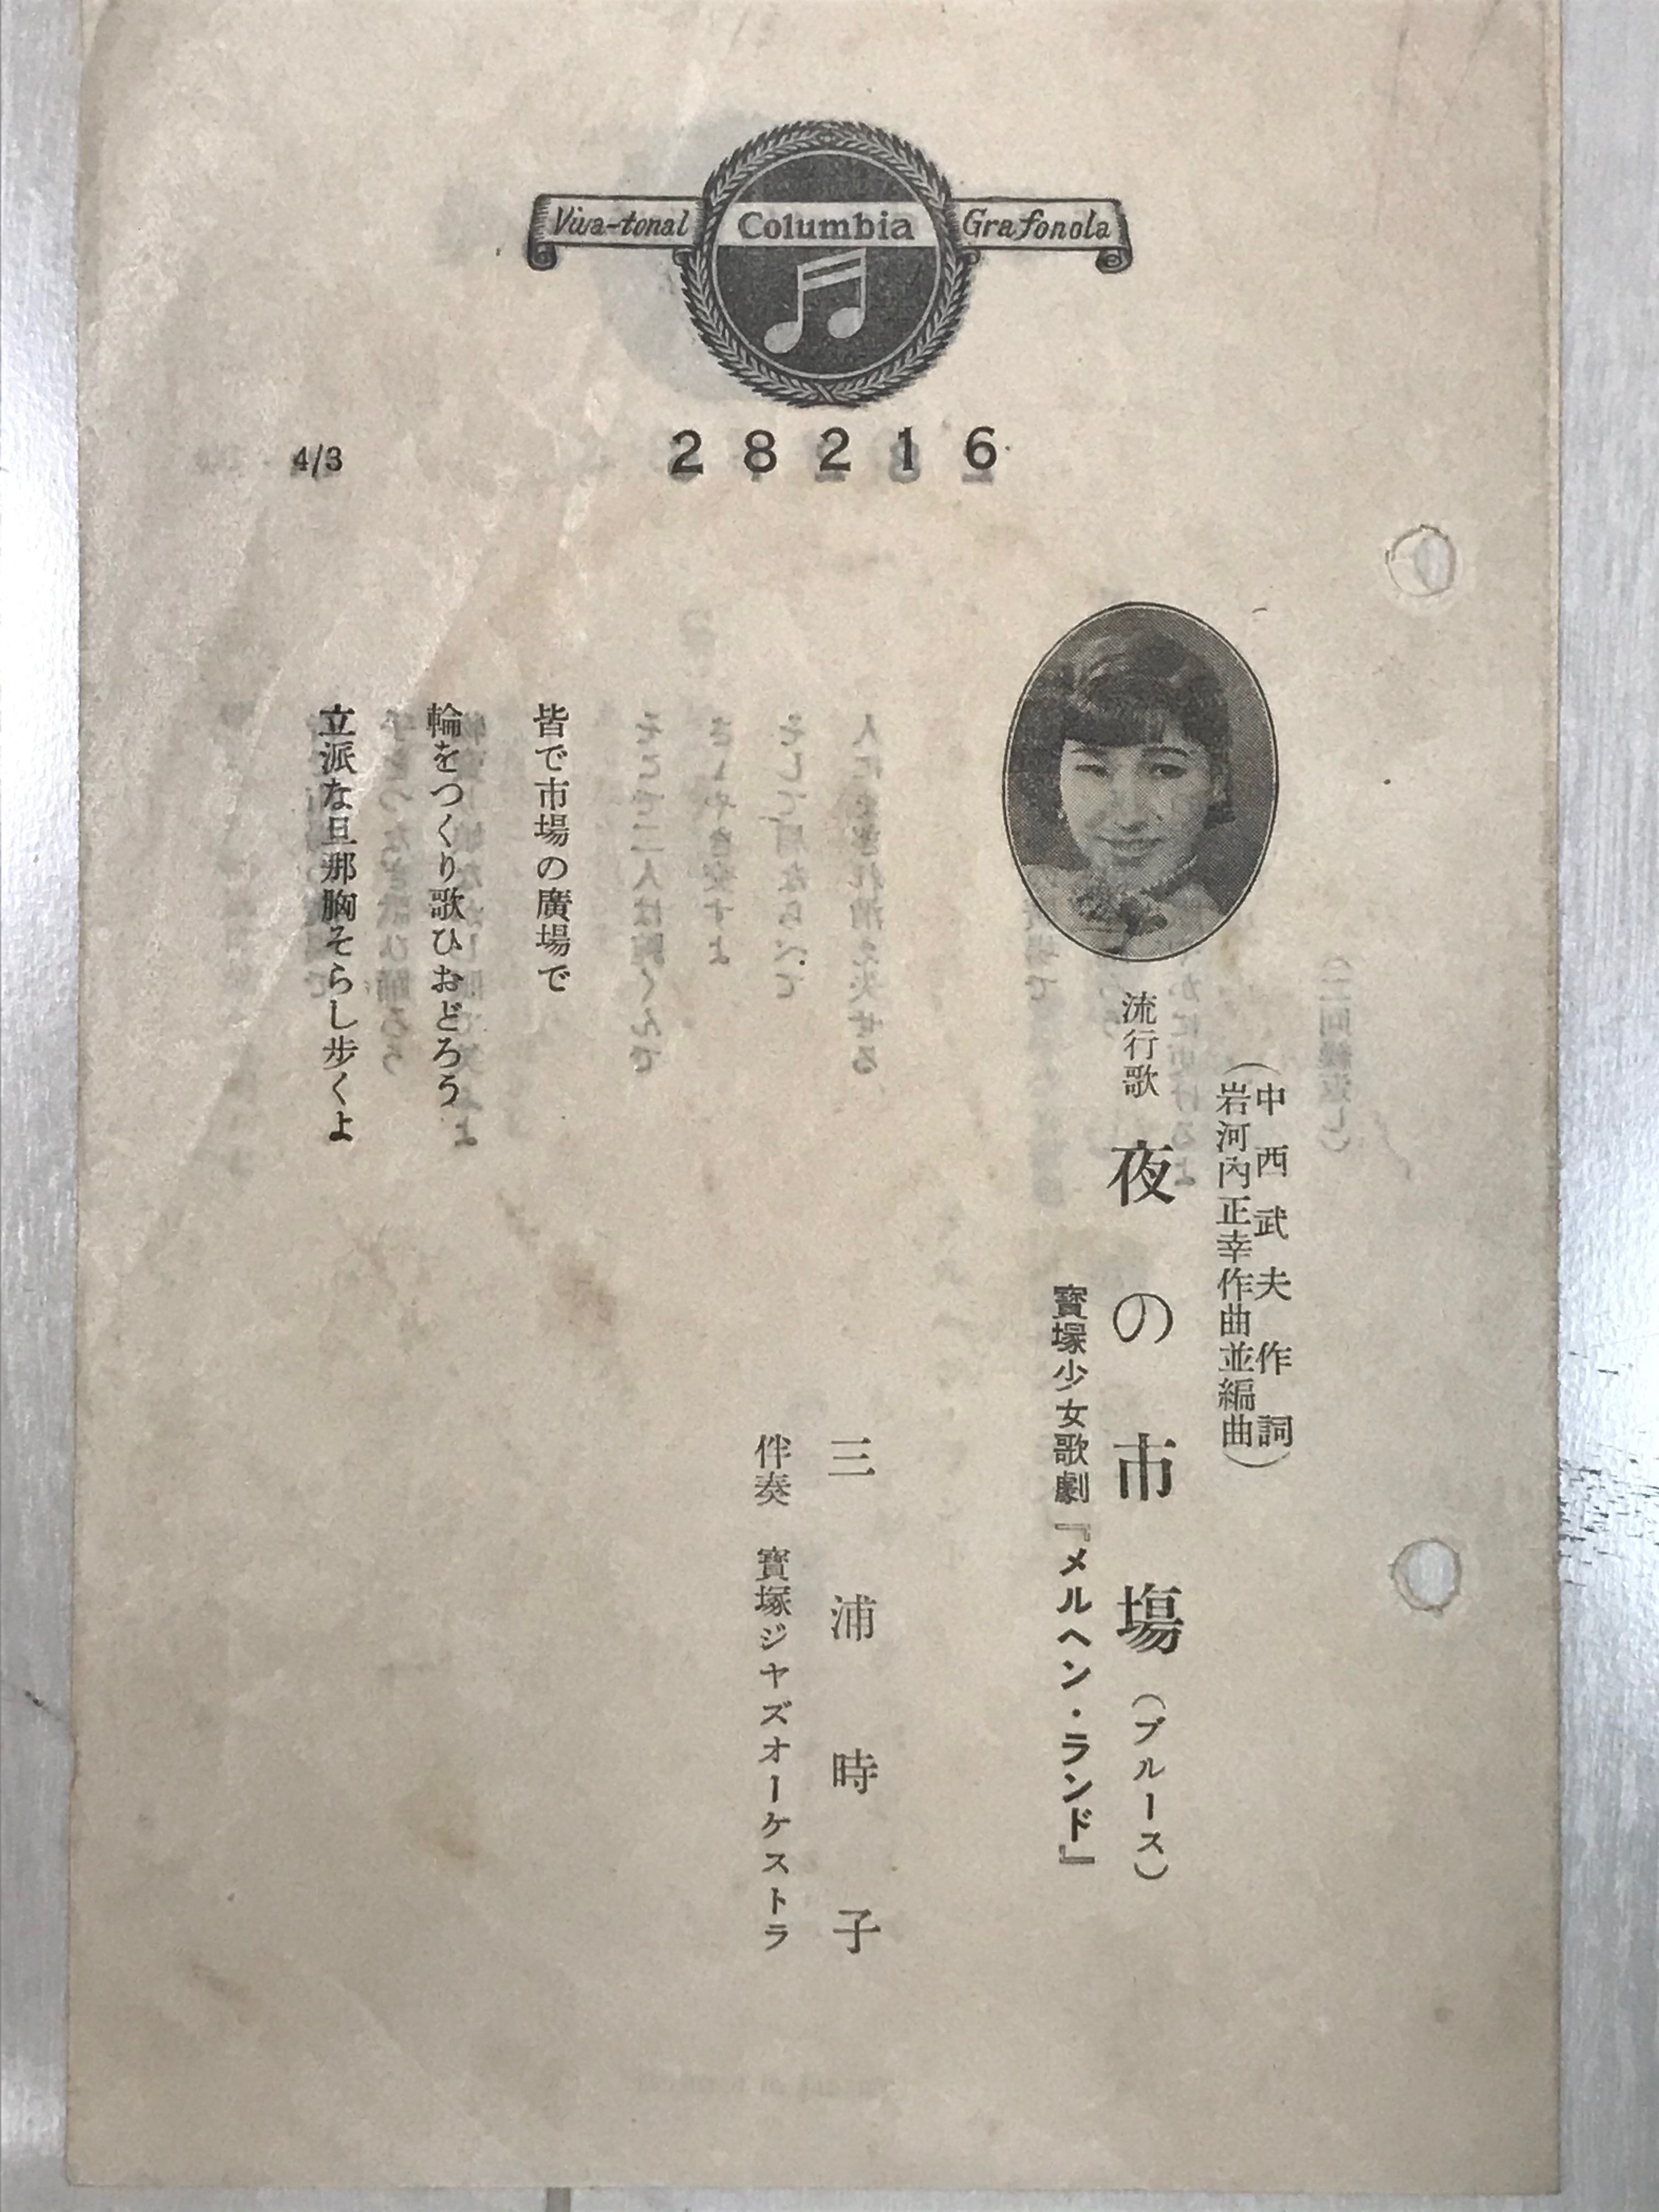 Viva-tonal Columbia Grafonola
28216
4/3
(中西武夫作詞
岩河內正幸作曲並編曲)
流行歌 夜の市塲(ブルース)
寶塚少女歌劇『メルヘン・ランド』
三浦時子
伴奏 寶塚ジヤズオーケストラ
皆で市場の廣場で
輪をつくり歌ひおどろう
立派な旦那胸そらし步くよ